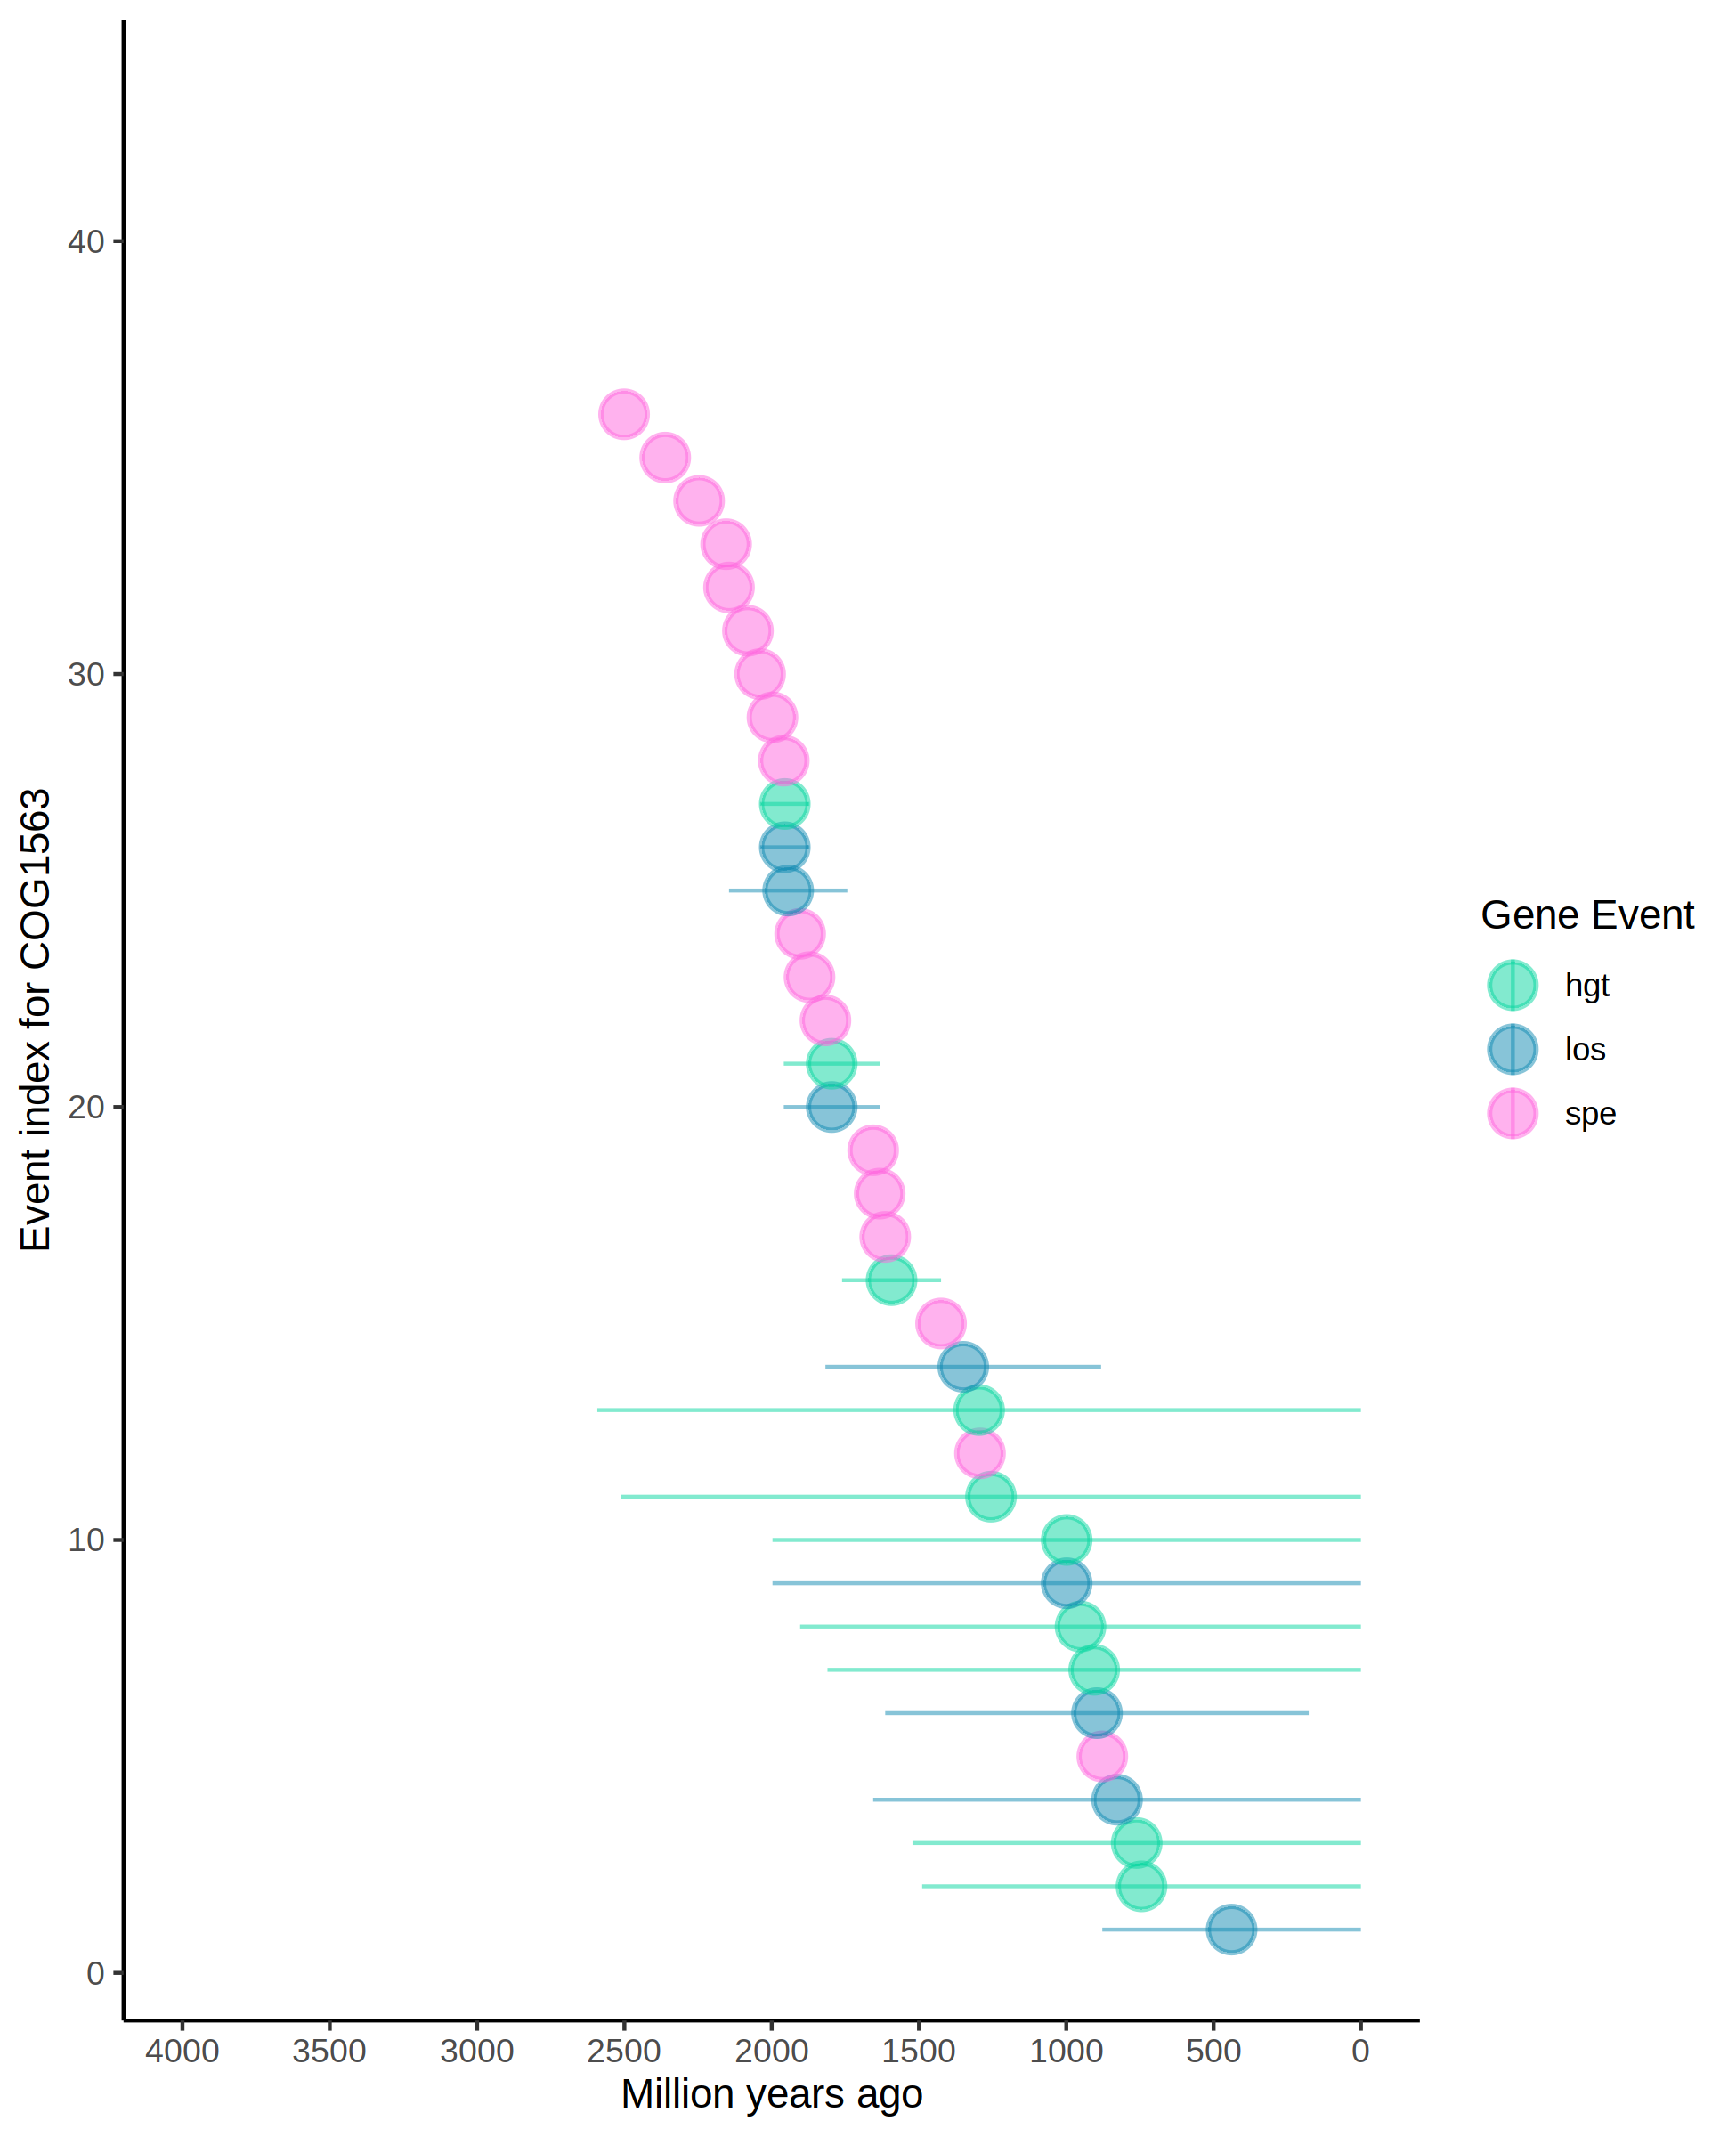 40
30
20
10
0
Event index for COG1563
4000 3500 3000 2500 2000 1500 1000 500 0
Million years ago
Gene Event
hgt
los
spe